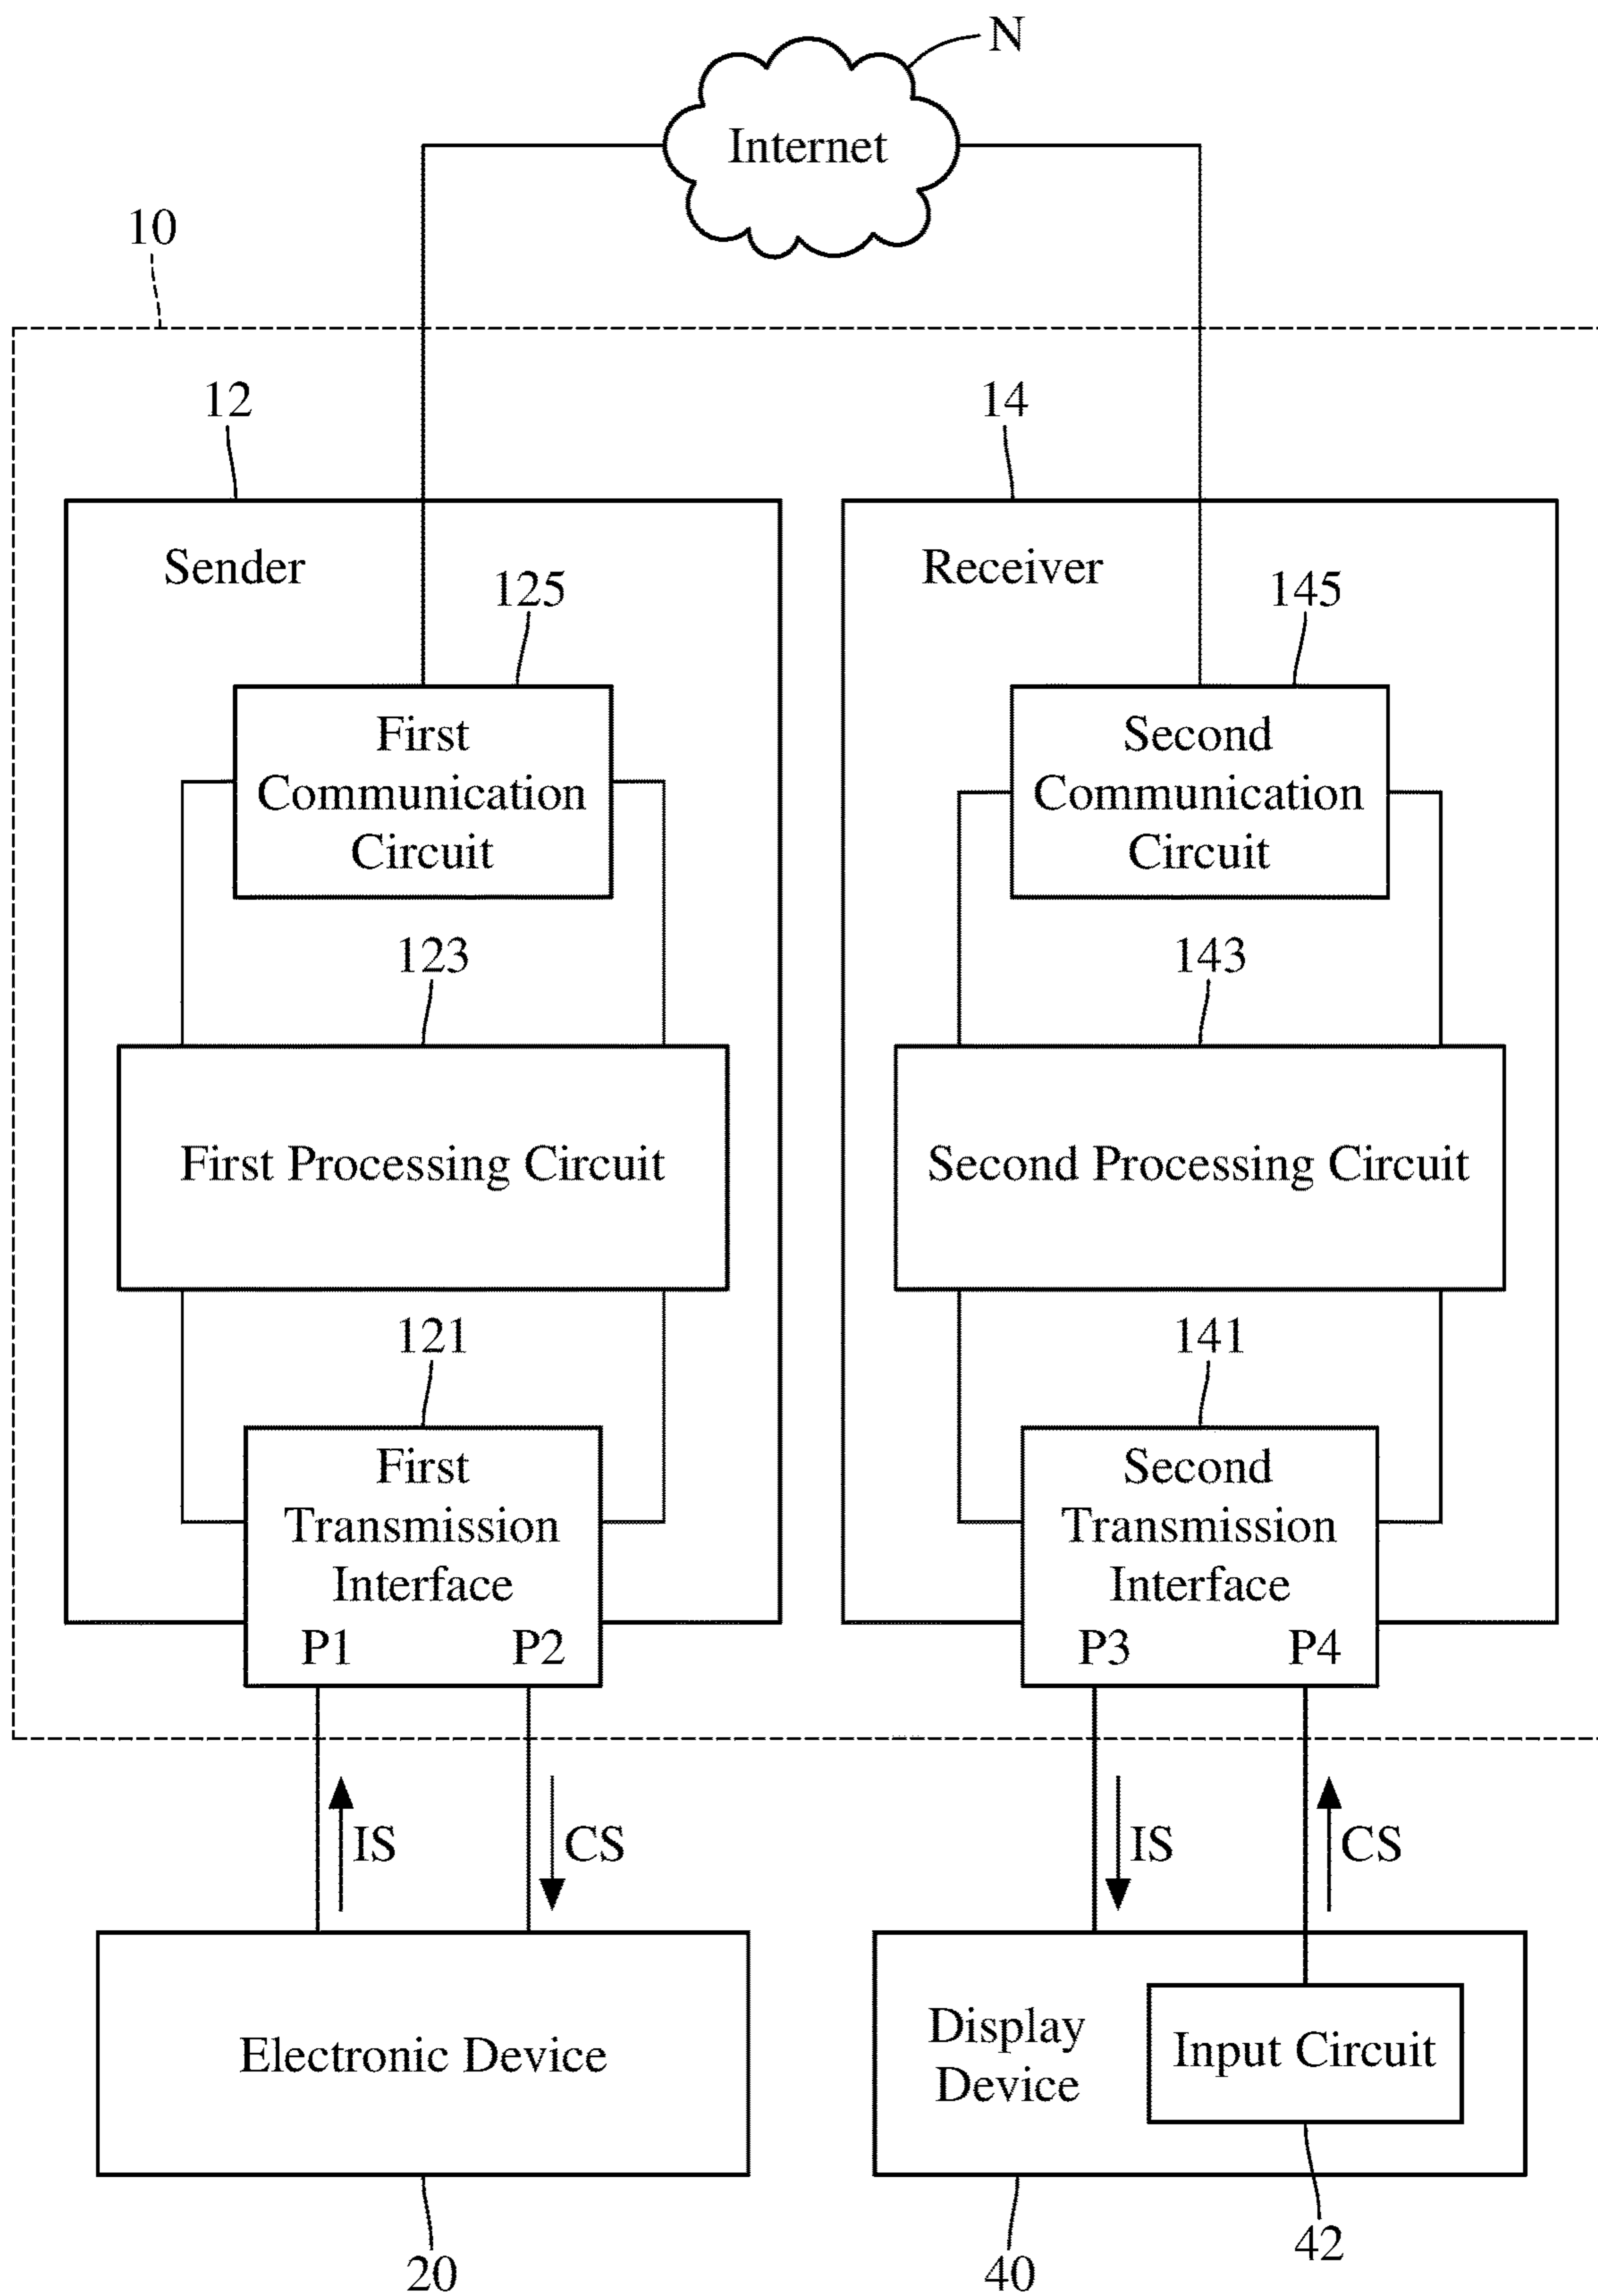 N
Internet
10
12
14
Sender
Receiver
125
145
First
Communication
Circuit
Second
Communication
Circuit
123
143
First Processing Circuit
Second Processing Circuit
121
141
First
Transmission
Interface
P1
P2
Second
Transmission
Interface
P3
P4
IS
CS
IS
CS
Electronic Device
Display
Device
Input Circuit
20
40
42